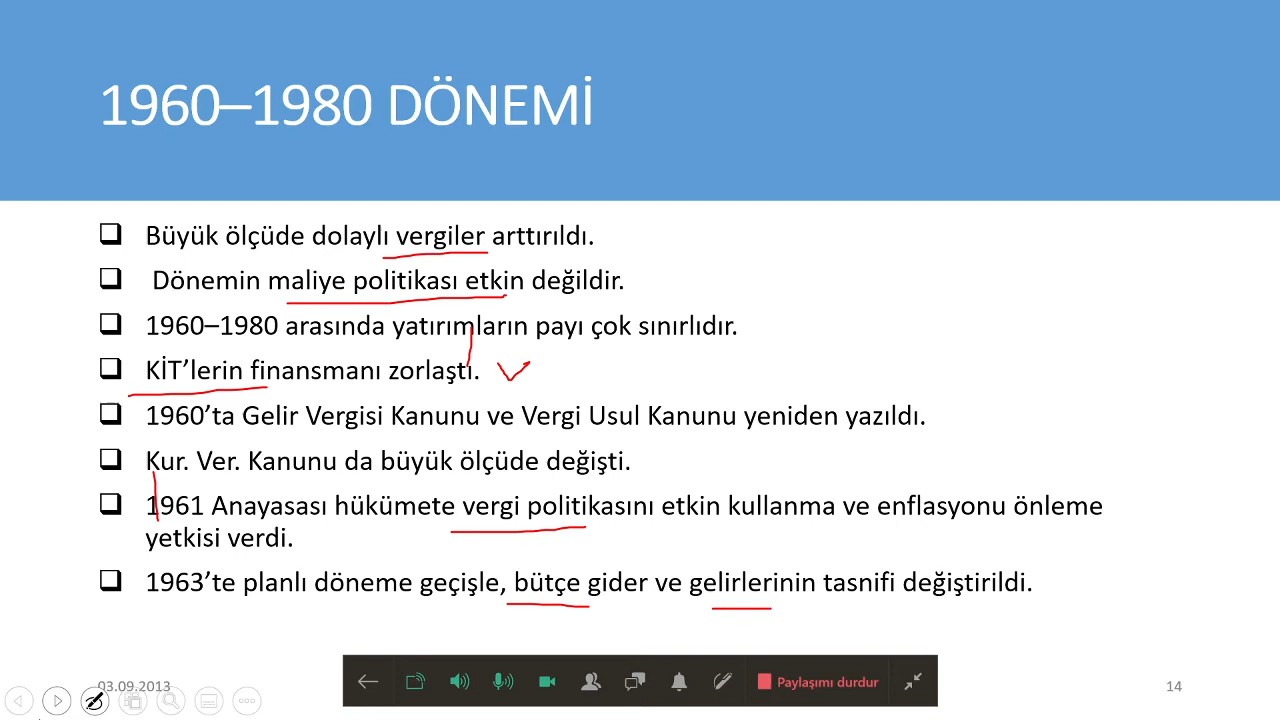 1960–1980 DÖNEMİ
Büyük ölçüde dolaylı vergiler arttırıldı.
Dönemin maliye politikası etkin değildir.
1960–1980 arasında yatırımların payı çok sınırlıdır.
KİT’lerin finansmanı zorlaştı.
1960’ta Gelir Vergisi Kanunu ve Vergi Usul Kanunu yeniden yazıldı.
Kur. Ver. Kanunu da büyük ölçüde değişti.
1961 Anayasası hükümete vergi politikasını etkin kullanma ve enflasyonu önleme
yetkisi verdi.
1963’te planlı döneme geçişle, bütçe gider ve gelirlerinin tasnifi değiştirildi.
03.09.2013
Paylaşımı durdur
14